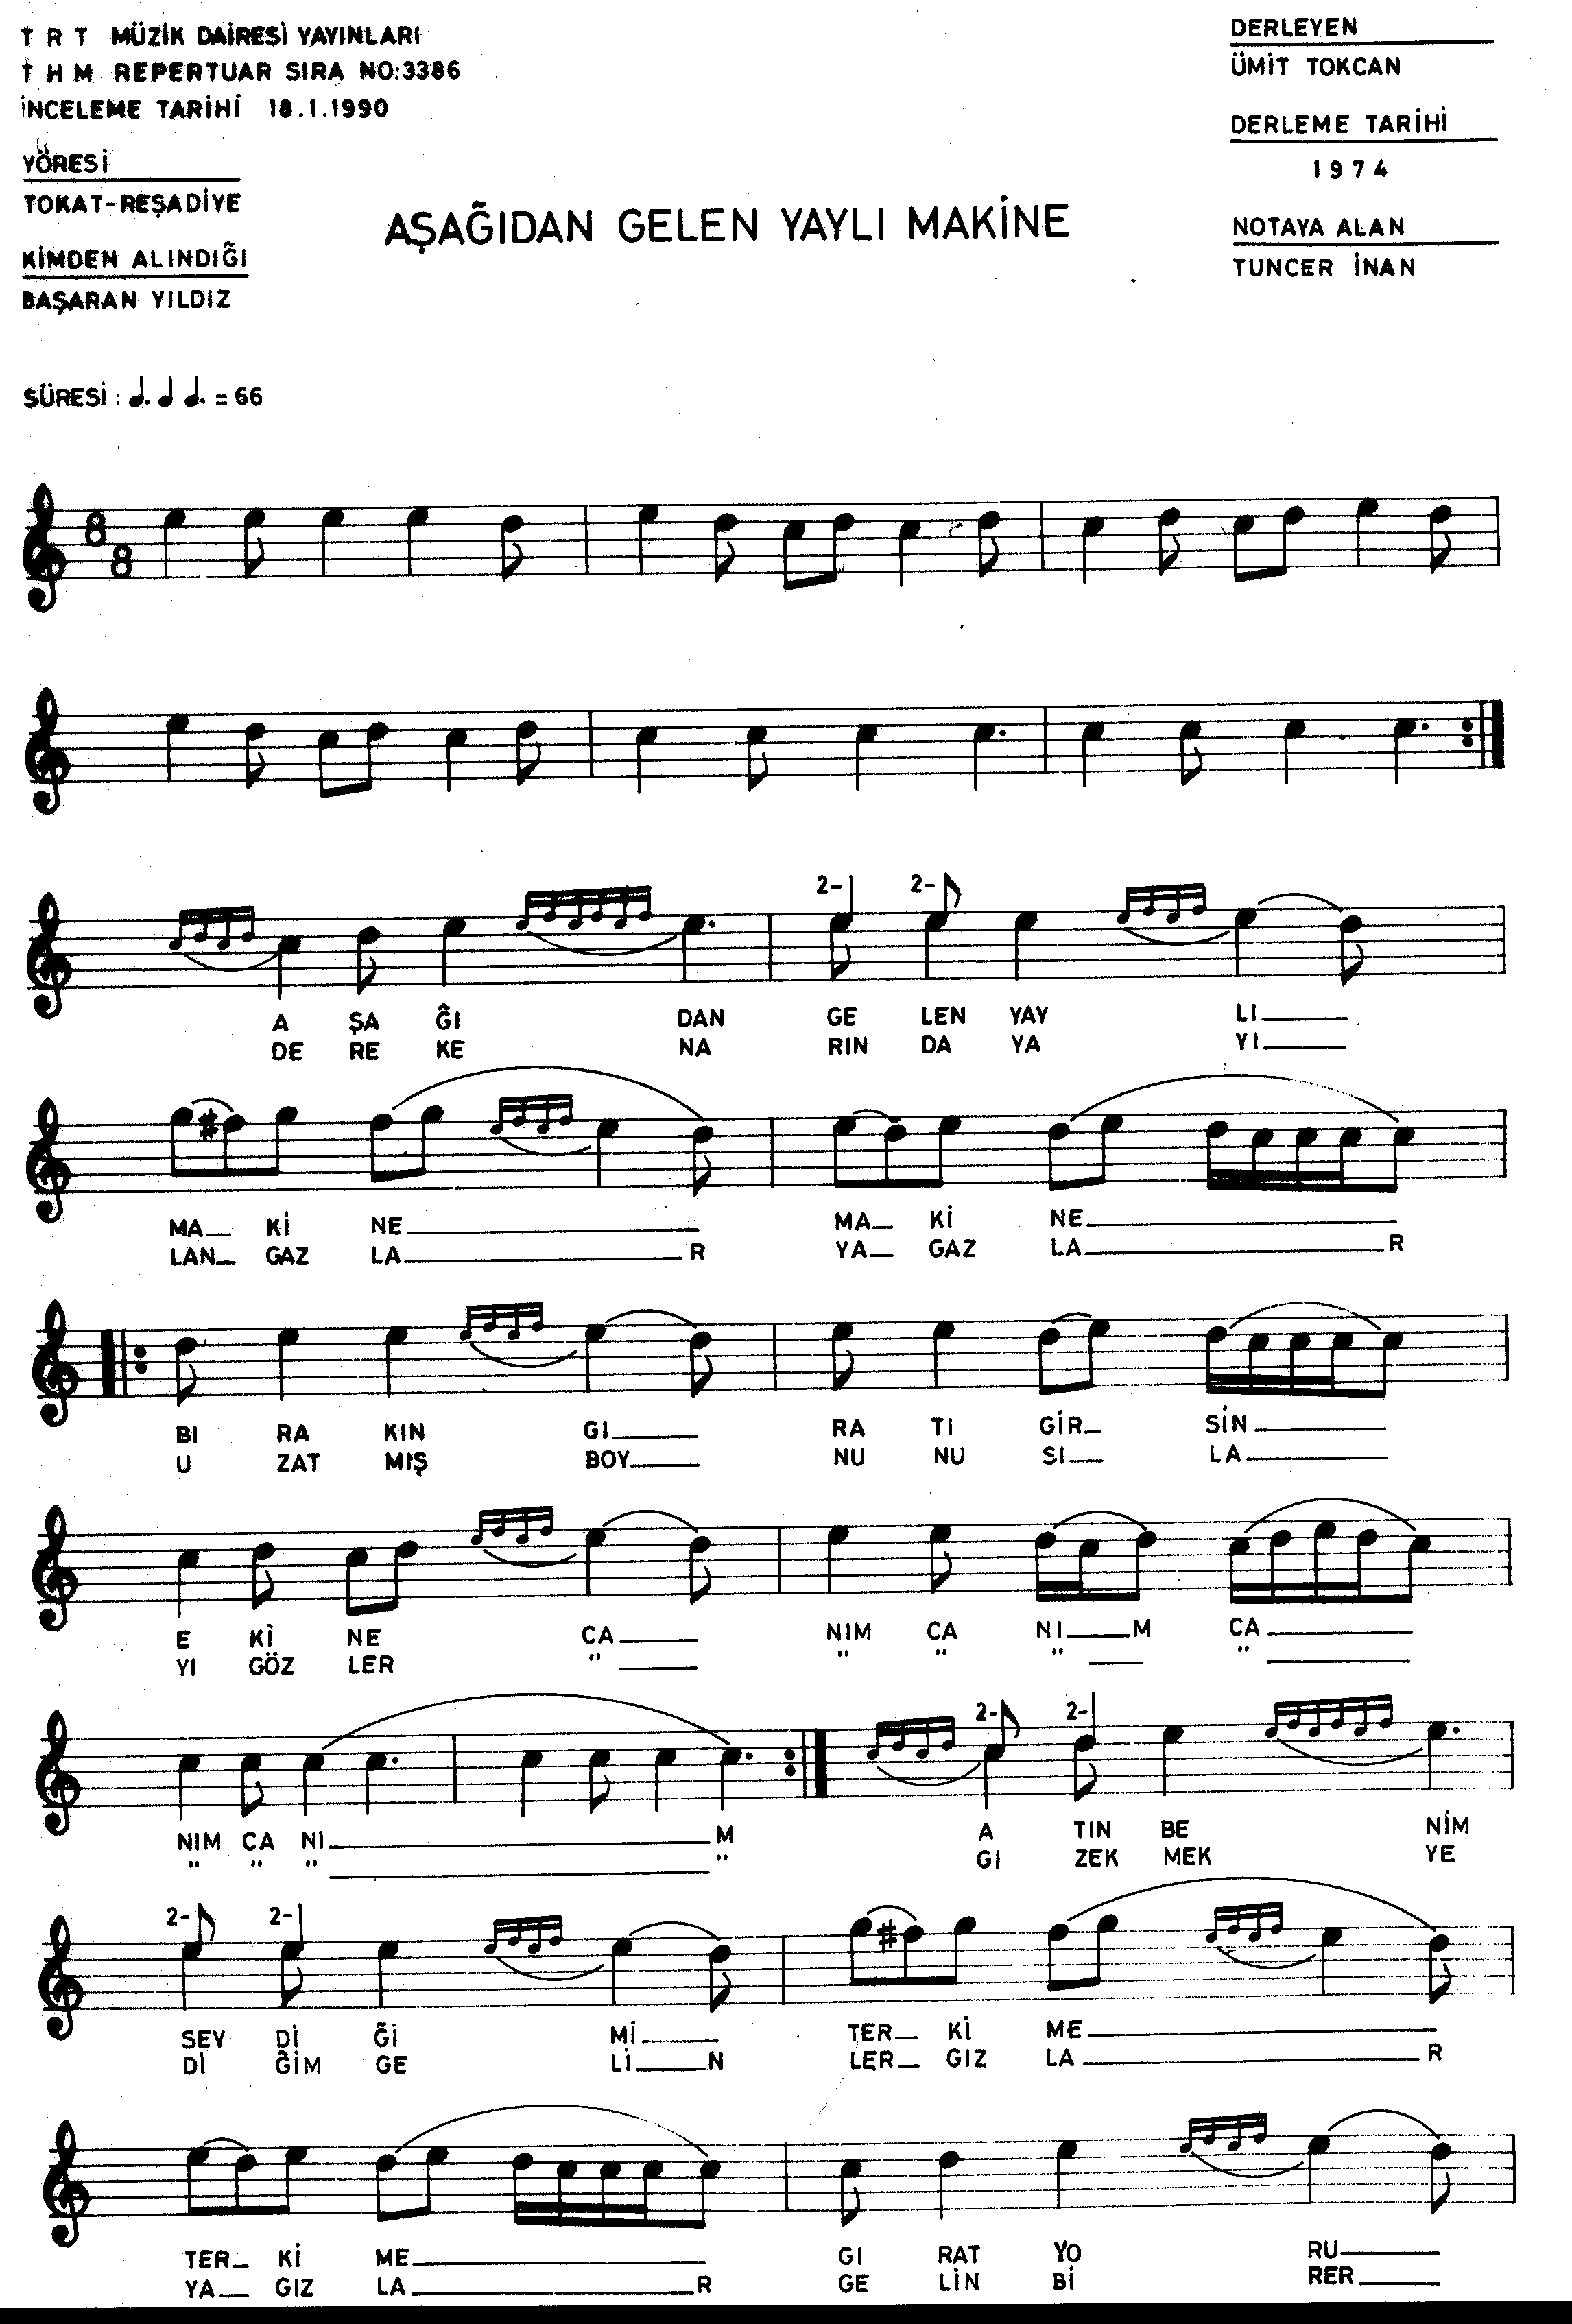 T R T MÜZİK DAİRESİ YAYINLARI
T H M REPERTUAR SIRA NO:3386
İNCELEME TARİHİ 18.1.1990
YÖRESİ
TOKAT-REŞADİYE
KİMDEN ALINDIĞI
BAŞARAN YILDIZ
AŞAĞIDAN GELEN YAYLI MAKİNE
DERLEYEN
ÜMİT TOKCAN
DERLEME TARİHİ
1974
NOTAYA ALAN
TUNCER İNAN
SÜRESİ : ♩. ♩ ♩. = 66
8
8
2- 2-
A ŞA ĞI DAN GE LEN YAY LI
DE RE KE NA RIN DA YA YI
MA Kİ NE MA Kİ NE
LAN GAZ LA R YA GAZ LA R
BI RA KIN GI RA TI GİR SİN
U ZAT MIŞ BOY NU NU SI LA
E Kİ NE CA NIM CA NI M CA
YI GÖZ LER " " " " "
2- 2-
NIM CA NI M A TIN BE NİM
" " " " GI ZEK MEK YE
2- 2-
SEV Dİ Ğİ Mİ TER Kİ ME
Dİ ĞİM GE Lİ N LER GIZ LA R
TER Kİ ME GI RAT YO RU
YA GIZ LA R GE LİN Bİ RER